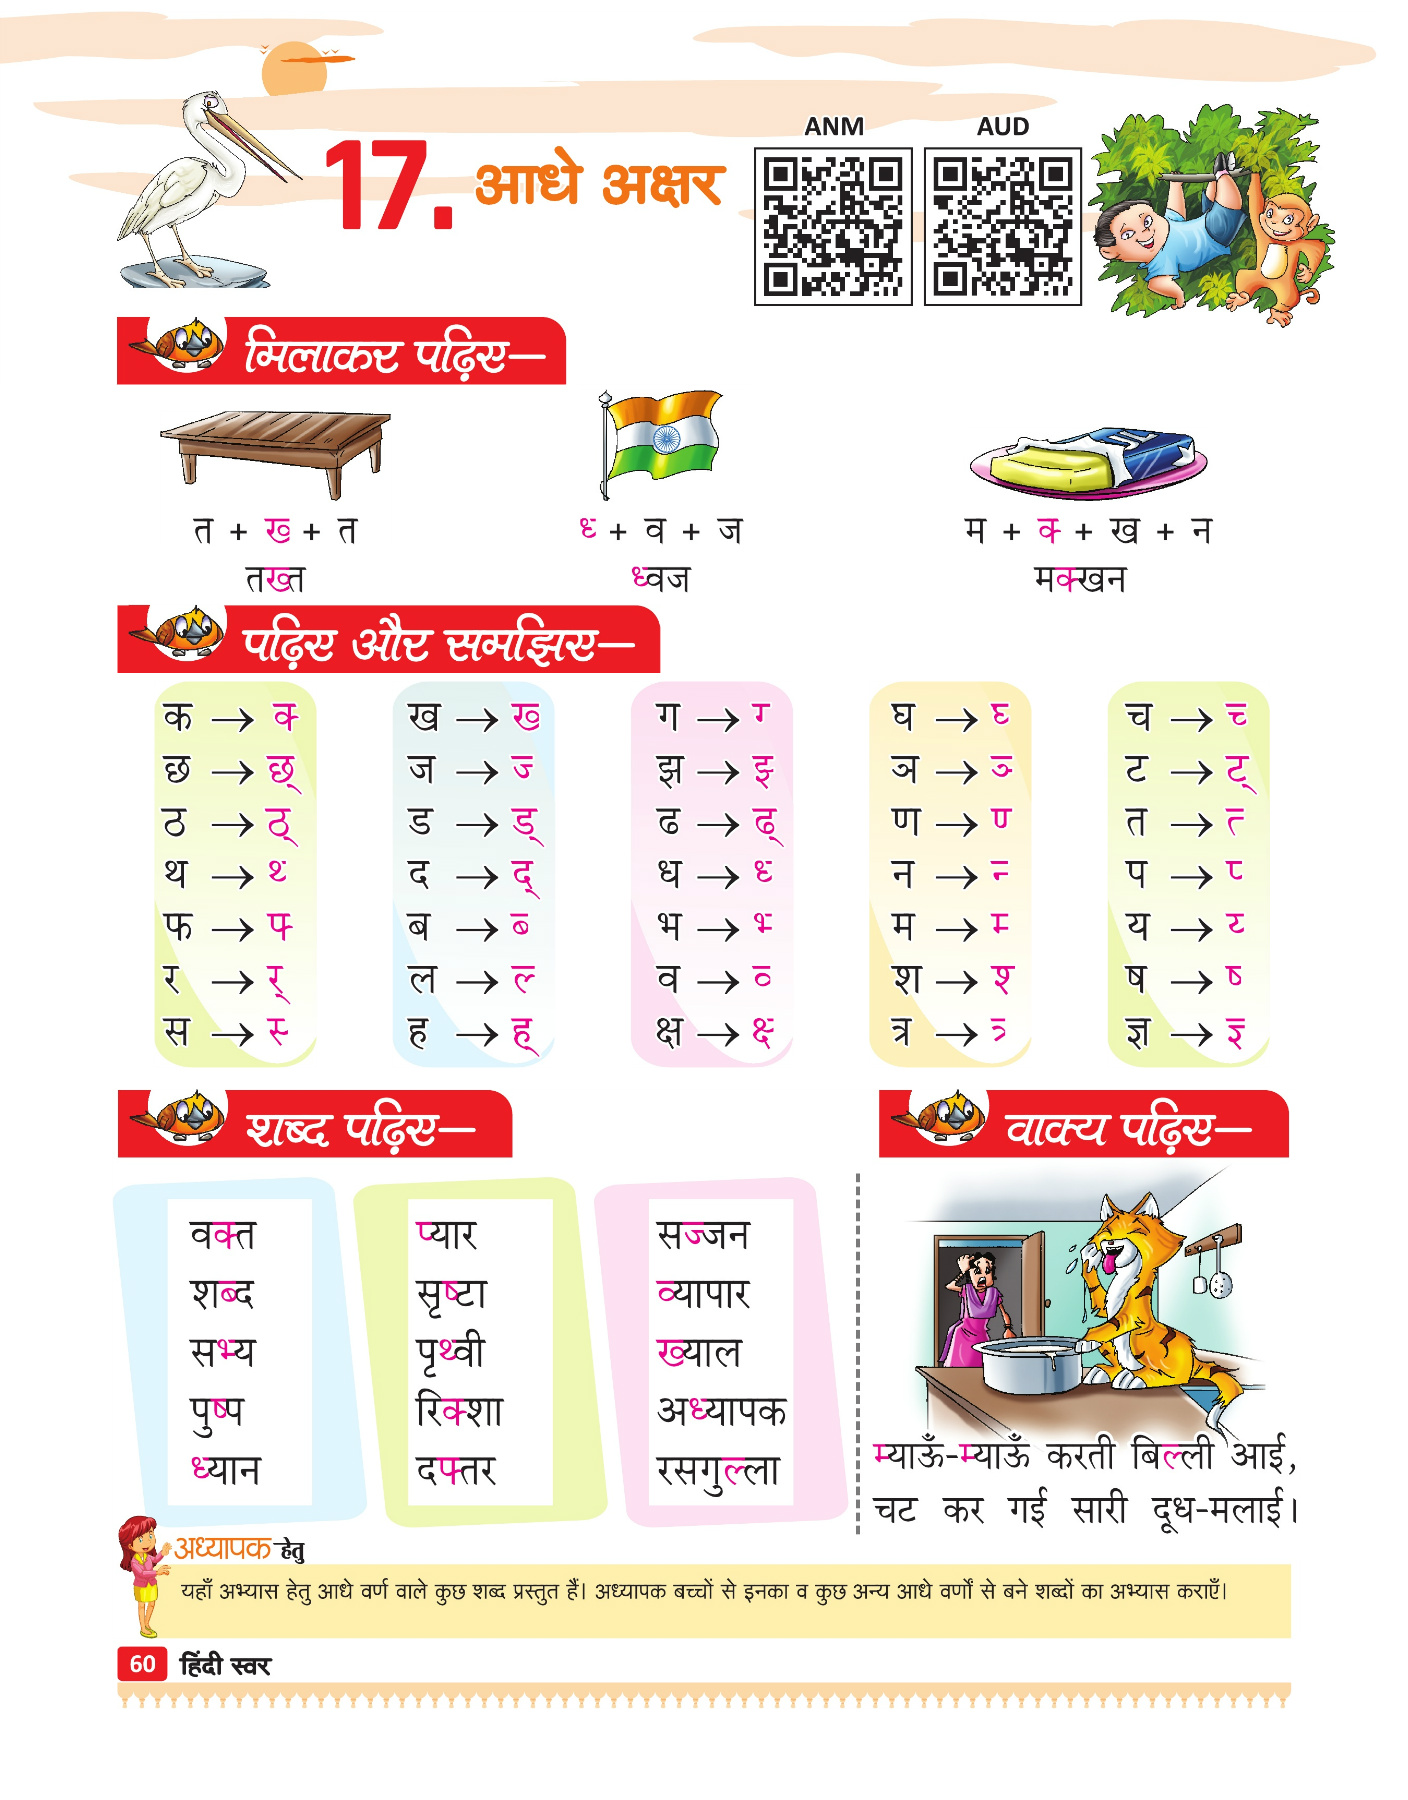 17. आधे अक्षर
ANM AUD
मिलाकर पढ़िए—
त + ख्‍ + त
तख्त
ध्‍ + व + ज
ध्वज
म + क्‍ + ख + न
मक्खन
पढ़िए और समझिए—
क → क्‍ ख → ख्‍ ग → ग्‍ घ → घ्‍ च → च्‍
छ → छ् ज → ज्‍ झ → झ्‍ ञ → ञ्‍ ट → ट्
ठ → ठ् ड → ड् ढ → ढ् ण → ण्‍ त → त्‍
थ → थ्‍ द → द् ध → ध्‍ न → न्‍ प → प्‍
फ → फ्‍ ब → ब्‍ भ → भ्‍ म → म्‍ य → य्‍
र → र् ल → ल्‍ व → व्‍ श → श्‍ ष → ष्‍
स → स्‍ ह → ह् क्ष → क्ष्‍ त्र → त्र्‍ ज्ञ → ज्ञ्‍
शब्द पढ़िए—
वक्त प्यार सज्जन
शब्द सृष्टा व्यापार
सभ्य पृथ्वी ख्याल
पुष्प रिक्शा अध्यापक
ध्यान दफ्तर रसगुल्ला
वाक्य पढ़िए—
म्याऊँ-म्याऊँ करती बिल्ली आई,
चट कर गई सारी दूध-मलाई।
अध्यापक हेतु
यहाँ अभ्यास हेतु आधे वर्ण वाले कुछ शब्द प्रस्तुत हैं। अध्यापक बच्चों से इनका व कुछ अन्य आधे वर्णों से बने शब्दों का अभ्यास कराएँ।
60 हिंदी स्वर